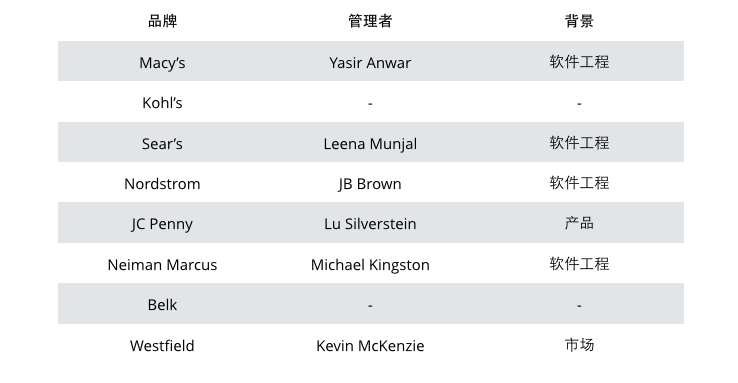 品牌 管理者 背景
Macy’s Yasir Anwar 软件工程
Kohl’s - -
Sear’s Leena Munjal 软件工程
Nordstrom JB Brown 软件工程
JC Penny Lu Silverstein 产品
Neiman Marcus Michael Kingston 软件工程
Belk - -
Westfield Kevin McKenzie 市场